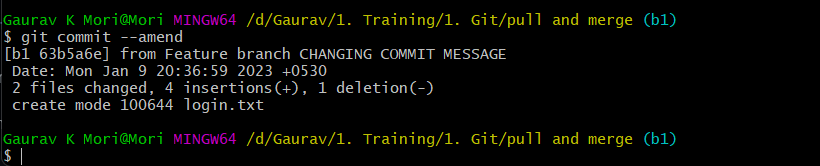 Gaurav K Mori@Mori MINGW64 /d/Gaurav/1. Training/1. Git/pull and merge (b1)
$ git commit --amend
[b1 63b5a6e] from Feature branch CHANGING COMMIT MESSAGE
 Date: Mon Jan 9 20:36:59 2023 +0530
 2 files changed, 4 insertions(+), 1 deletion(-)
 create mode 100644 login.txt
Gaurav K Mori@Mori MINGW64 /d/Gaurav/1. Training/1. Git/pull and merge (b1)
$